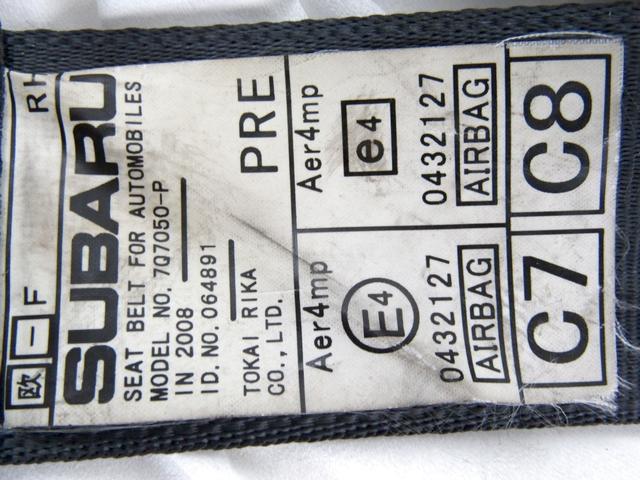 欧 一 F RH
SUBARU
SEAT BELT FOR AUTOMOBILES
MODEL NO. 7Q7050-P
IN 2008
ID. NO. 064891
TOKAI RIKA
CO., LTD.
PRE
Aer4mp
E4
0432127
AIRBAG
C7
Aer4mp
e4
0432127
AIRBAG
C8